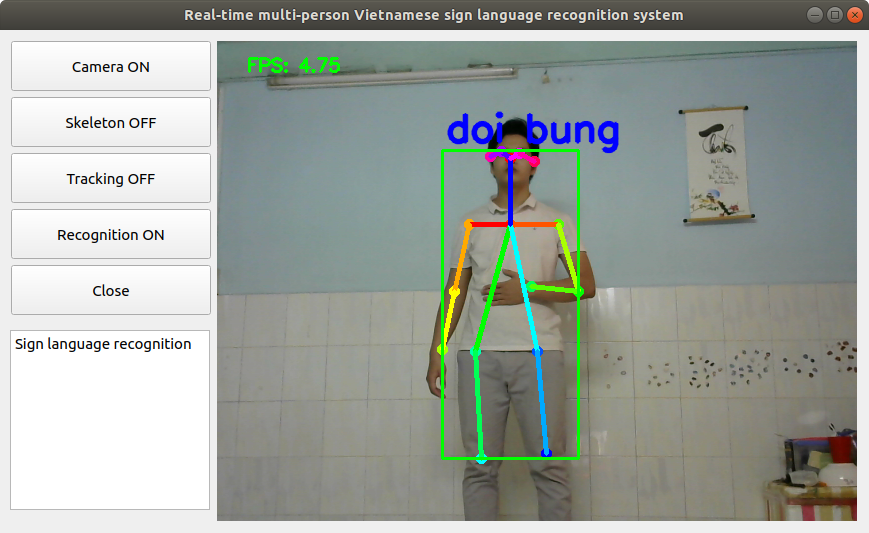 Real-time multi-person Vietnamese sign language recognition system
Camera ON
Skeleton OFF
Tracking OFF
Recognition ON
Close
Sign language recognition
FPS: 4.75
doi bung